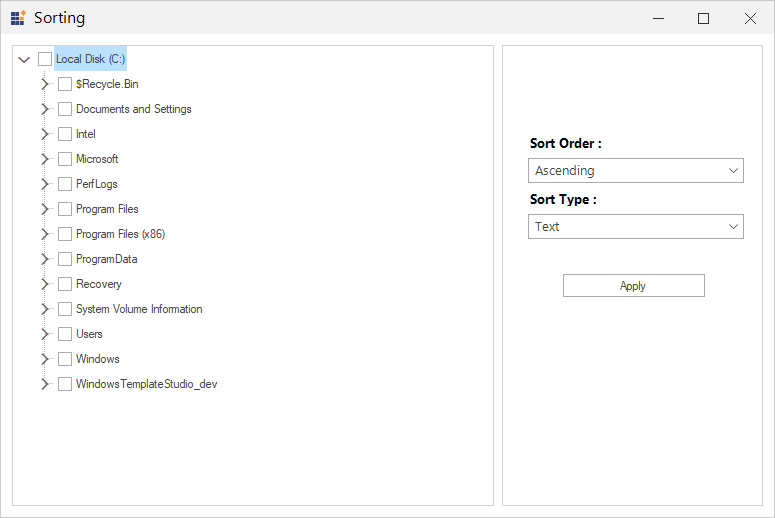 Sorting
Local Disk (C:)
$Recycle.Bin
Documents and Settings
Intel
Microsoft
PerfLogs
Program Files
Program Files (x86)
ProgramData
Recovery
System Volume Information
Users
Windows
WindowsTemplateStudio_dev
Sort Order :
Ascending
Sort Type :
Text
Apply